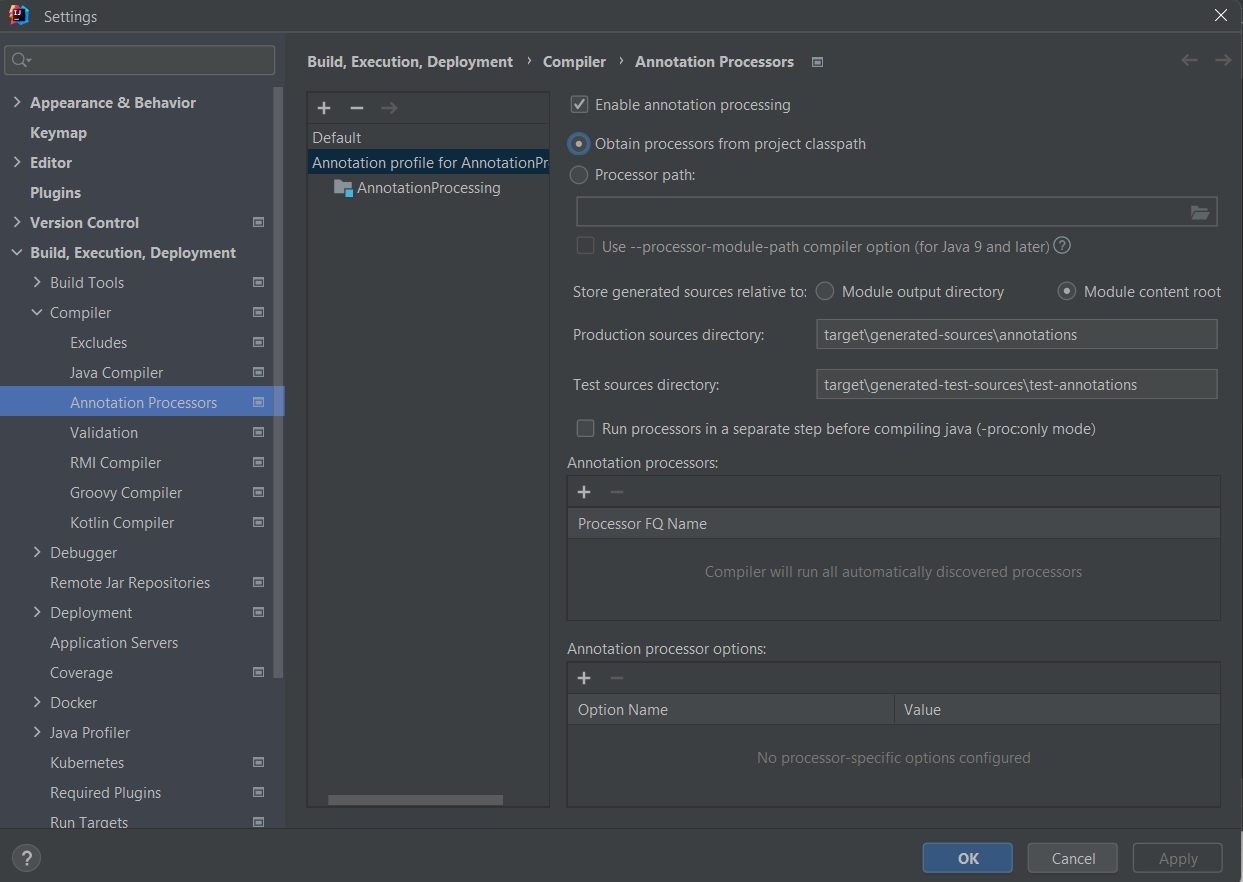 Settings
Build, Execution, Deployment › Compiler › Annotation Processors
Appearance & Behavior
Keymap
Editor
Plugins
Version Control
Build, Execution, Deployment
Build Tools
Compiler
Excludes
Java Compiler
Annotation Processors
Validation
RMI Compiler
Groovy Compiler
Kotlin Compiler
Debugger
Remote Jar Repositories
Deployment
Application Servers
Coverage
Docker
Java Profiler
Kubernetes
Required Plugins
Run Targets
Default
Annotation profile for AnnotationPr
AnnotationProcessing
Enable annotation processing
Obtain processors from project classpath
Processor path:
Use --processor-module-path compiler option (for Java 9 and later) ?
Store generated sources relative to: Module output directory Module content root
Production sources directory: target\generated-sources\annotations
Test sources directory: target\generated-test-sources\test-annotations
Run processors in a separate step before compiling java (-proc:only mode)
Annotation processors:
Processor FQ Name
Compiler will run all automatically discovered processors
Annotation processor options:
Option Name Value
No processor-specific options configured
? OK Cancel Apply